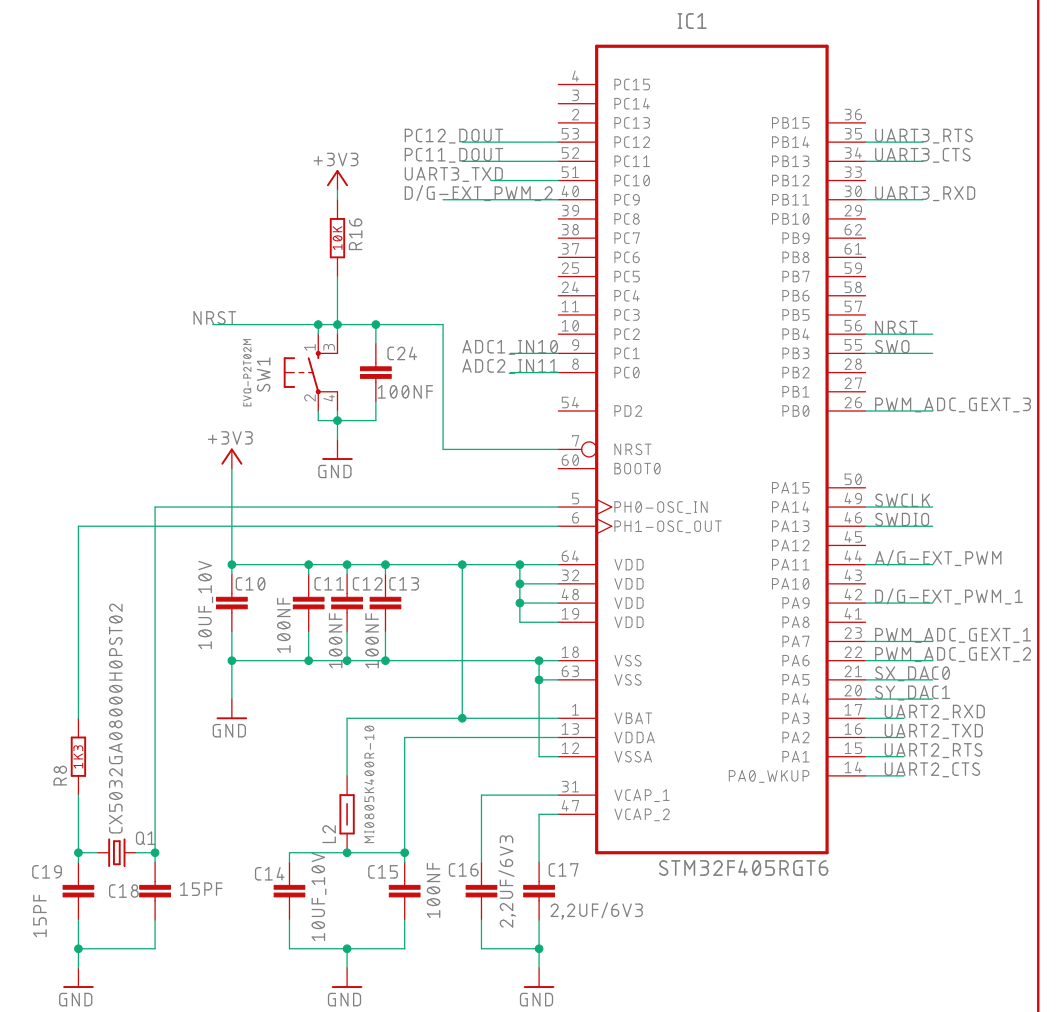 IC1
4 PC15
3 PC14
2 PC13
PC12_DOUT 53 PC12
PC11_DOUT 52 PC11
UART3_TXD 51 PC10
D/G-EXT_PWM_2 40 PC9
39 PC8
38 PC7
37 PC6
25 PC5
24 PC4
11 PC3
10 PC2
ADC1_IN10 9 PC1
ADC2_IN11 8 PC0
54 PD2
7 NRST
60 BOOT0
5 PH0-OSC_IN
6 PH1-OSC_OUT
64 VDD
32 VDD
48 VDD
19 VDD
18 VSS
63 VSS
1 VBAT
13 VDDA
12 VSSA
31 VCAP_1
47 VCAP_2
PB15 36
PB14 35 UART3_RTS
PB13 34 UART3_CTS
PB12 33
PB11 30 UART3_RXD
PB10 29
PB9 62
PB8 61
PB7 59
PB6 58
PB5 57
PB4 56 NRST
PB3 55 SWO
PB2 28
PB1 27
PB0 26 PWM_ADC_GEXT_3
PA15 50
PA14 49 SWCLK
PA13 46 SWDIO
PA12 45
PA11 44 A/G-EXT_PWM
PA10 43
PA9 42 D/G-EXT_PWM_1
PA8 41
PA7 23 PWM_ADC_GEXT_1
PA6 22 PWM_ADC_GEXT_2
PA5 21 SX_DAC0
PA4 20 SY_DAC1
PA3 17 UART2_RXD
PA2 16 UART2_TXD
PA1 15 UART2_RTS
PA0_WKUP 14 UART2_CTS
STM32F405RGT6
+3V3
10K
R16
NRST
1 3
2 4
EVQ-P2T02M
SW1
C24
100NF
GND
+3V3
C10
10UF_10V
C11
100NF
C12
100NF
C13
100NF
GND
R8
1K3
CX5032GA08000H0PST02
Q1
C19
15PF
C18
15PF
GND
L2
MI0805K400R-10
C14
10UF_10V
C15
100NF
GND
C16
2,2UF/6V3
C17
2,2UF/6V3
GND